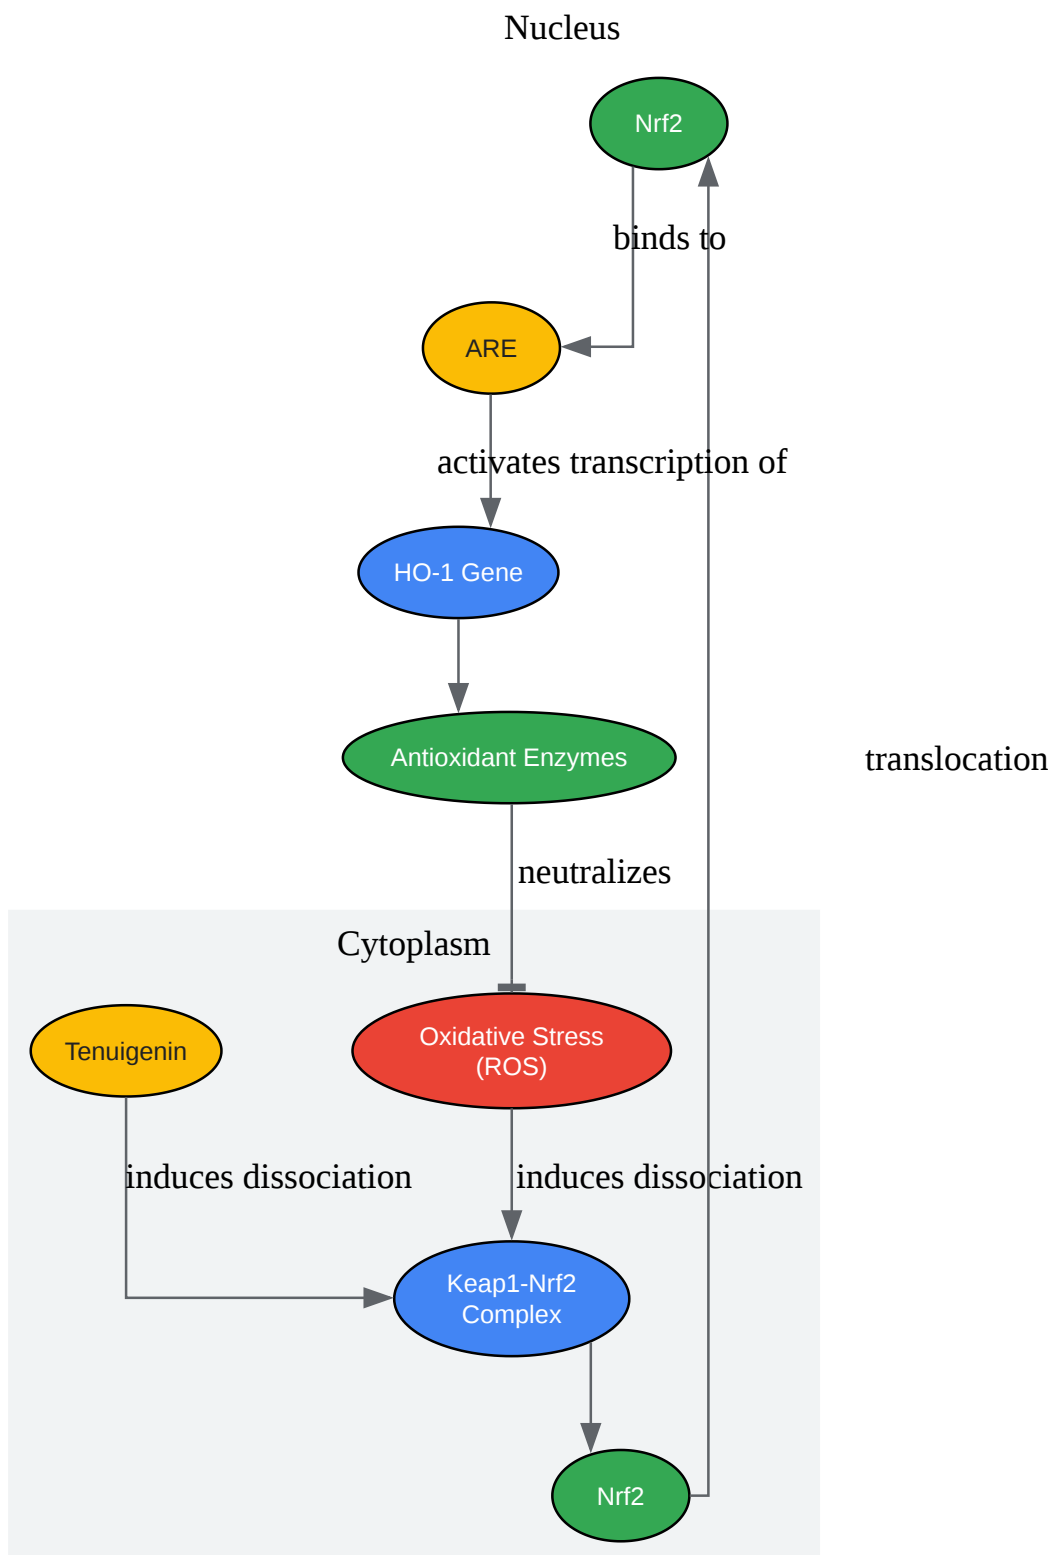 Nucleus
Nrf2
binds to
ARE
activates transcription of
HO-1 Gene
Antioxidant Enzymes
translocation
neutralizes
Cytoplasm
Tenuigenin
Oxidative Stress
(ROS)
induces dissociation
induces dissociation
Keap1-Nrf2
Complex
Nrf2